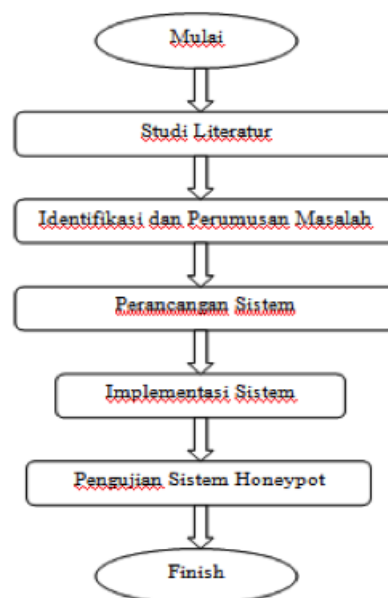 Mulai
Studi Literatur
Identifikasi dan Perumusan Masalah
Perancangan Sistem
Implementasi Sistem
Pengujian Sistem Honeypot
Finish